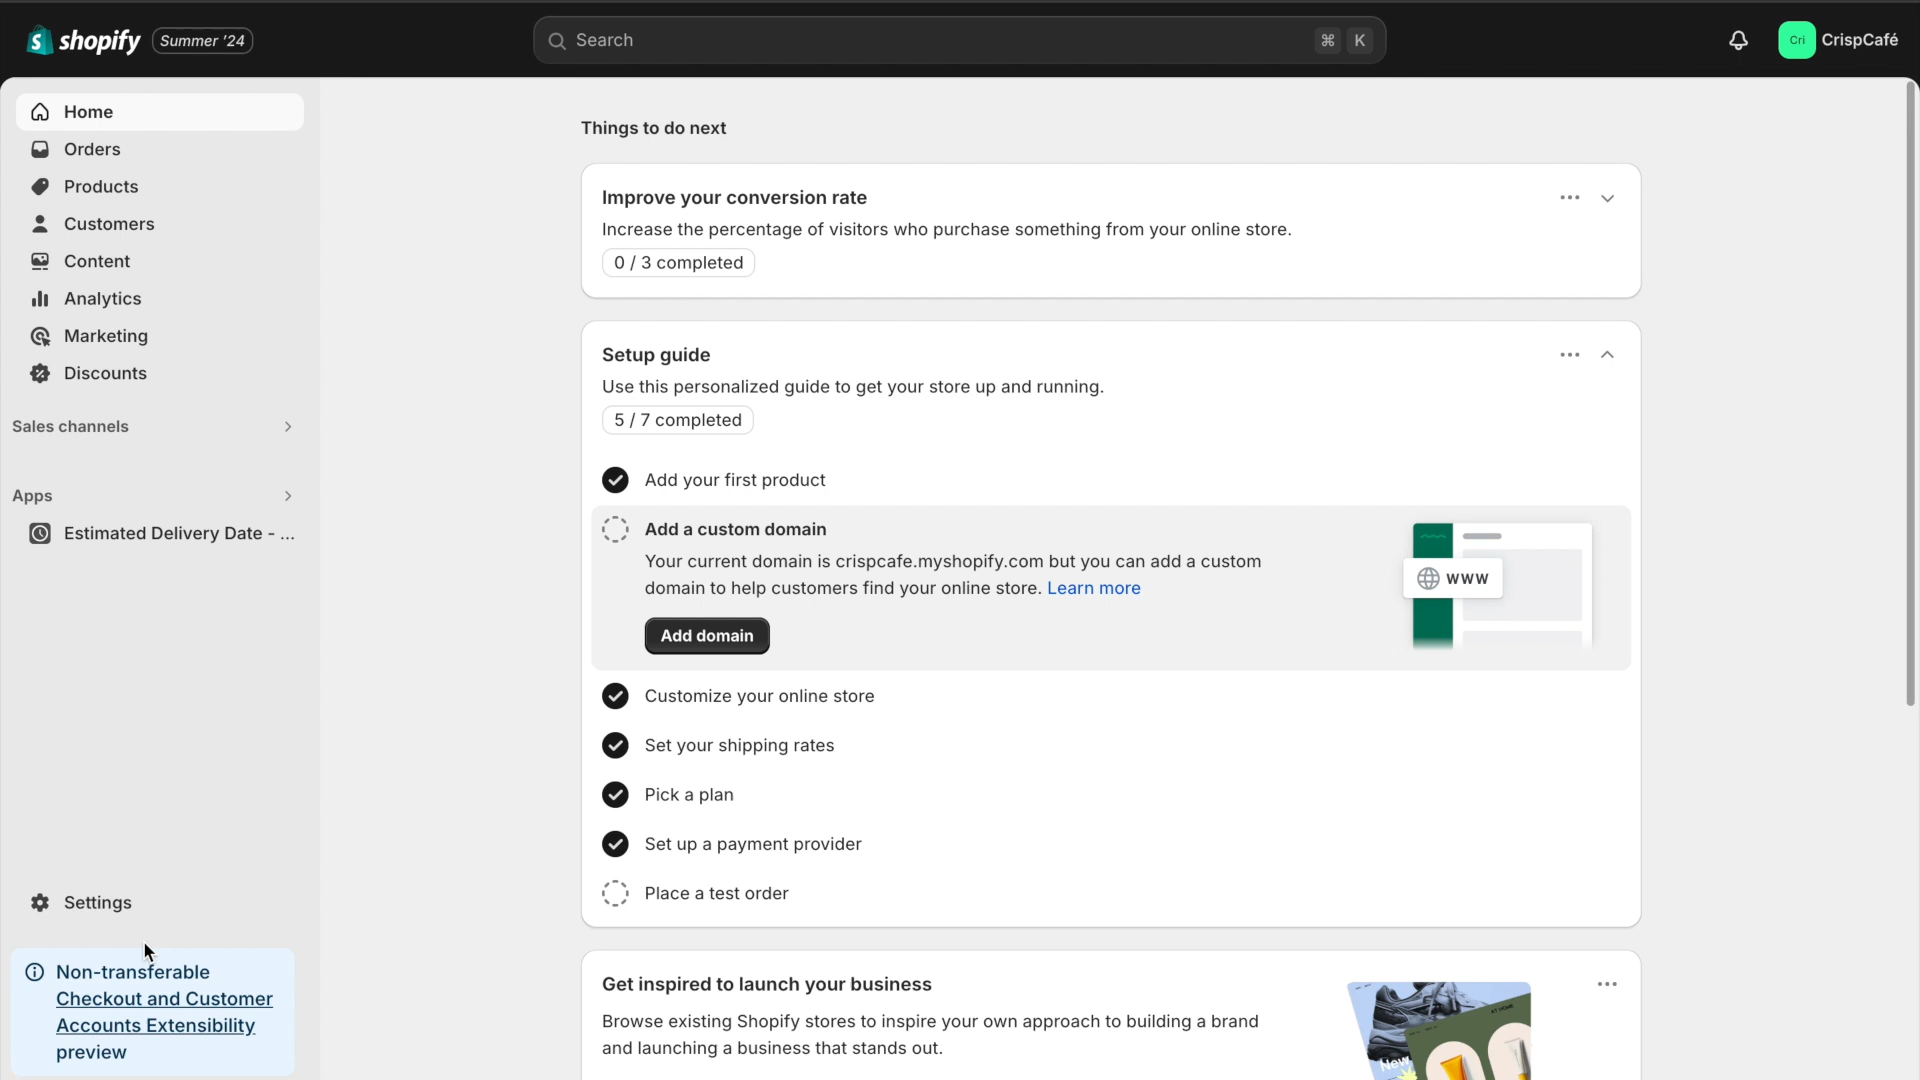 shopify Summer '24
Search ⌘ K
Cri CrispCafé
Home
Orders
Products
Customers
Content
Analytics
Marketing
Discounts
Sales channels
Apps
Estimated Delivery Date - ...
Settings
Non-transferable
Checkout and Customer
Accounts Extensibility
preview
Things to do next
Improve your conversion rate
Increase the percentage of visitors who purchase something from your online store.
0 / 3 completed
Setup guide
Use this personalized guide to get your store up and running.
5 / 7 completed
Add your first product
Add a custom domain
Your current domain is crispcafe.myshopify.com but you can add a custom
domain to help customers find your online store. Learn more
Add domain
WWW
Customize your online store
Set your shipping rates
Pick a plan
Set up a payment provider
Place a test order
Get inspired to launch your business
Browse existing Shopify stores to inspire your own approach to building a brand
and launching a business that stands out.
New